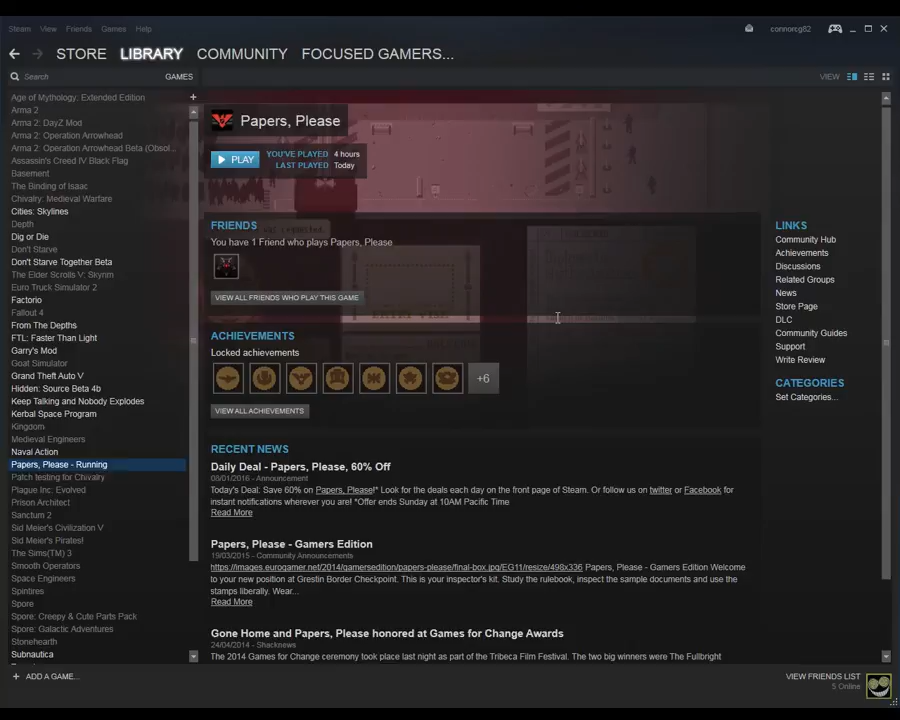 Steam View Friends Games Help
connorcg82
STORE LIBRARY COMMUNITY FOCUSED GAMERS...
Search GAMES
VIEW
Age of Mythology: Extended Edition
Arma 2
Arma 2: DayZ Mod
Arma 2: Operation Arrowhead
Arma 2: Operation Arrowhead Beta (Obsol...
Assassin's Creed IV Black Flag
Basement
The Binding of Isaac
Chivalry: Medieval Warfare
Cities: Skylines
Depth
Dig or Die
Don't Starve
Don't Starve Together Beta
The Elder Scrolls V: Skyrim
Euro Truck Simulator 2
Factorio
Fallout 4
From The Depths
FTL: Faster Than Light
Garry's Mod
Goat Simulator
Grand Theft Auto V
Hidden: Source Beta 4b
Keep Talking and Nobody Explodes
Kerbal Space Program
Kingdom
Medieval Engineers
Naval Action
Papers, Please - Running
Patch testing for Chivalry
Plague Inc: Evolved
Prison Architect
Sanctum 2
Sid Meier's Civilization V
Sid Meier's Pirates!
The Sims(TM) 3
Smooth Operators
Space Engineers
Spintires
Spore
Spore: Creepy & Cute Parts Pack
Spore: Galactic Adventures
Stonehearth
Subnautica
+ ADD A GAME...
Papers, Please
PLAY
YOU'VE PLAYED 4 hours
LAST PLAYED Today
FRIENDS
You have 1 Friend who plays Papers, Please
VIEW ALL FRIENDS WHO PLAY THIS GAME
ENTRY VISA
ACHIEVEMENTS
Locked achievements
+6
VIEW ALL ACHIEVEMENTS
RECENT NEWS
Daily Deal - Papers, Please, 60% Off
08/01/2016 - Announcement
Today's Deal: Save 60% on Papers, Please!* Look for the deals each day on the front page of Steam. Or follow us on twitter or Facebook for
instant notifications wherever you are! *Offer ends Sunday at 10AM Pacific Time
Read More
Papers, Please - Gamers Edition
19/03/2015 - Community Announcements
https://images.eurogamer.net/2014/gamersedition/papers-please/final-box.jpg/EG11/resize/498x336 Papers, Please - Gamers Edition Welcome
to your new position at Grestin Border Checkpoint. This is your inspector's kit. Study the rulebook, inspect the sample documents and use the
stamps liberally. Wear...
Read More
Gone Home and Papers, Please honored at Games for Change Awards
24/04/2014 - Shacknews
The 2014 Games for Change ceremony took place last night as part of the Tribeca Film Festival. The two big winners were The Fullbright
LINKS
Community Hub
Achievements
Discussions
Related Groups
News
Store Page
DLC
Community Guides
Support
Write Review
CATEGORIES
Set Categories...
VIEW FRIENDS LIST
5 Online